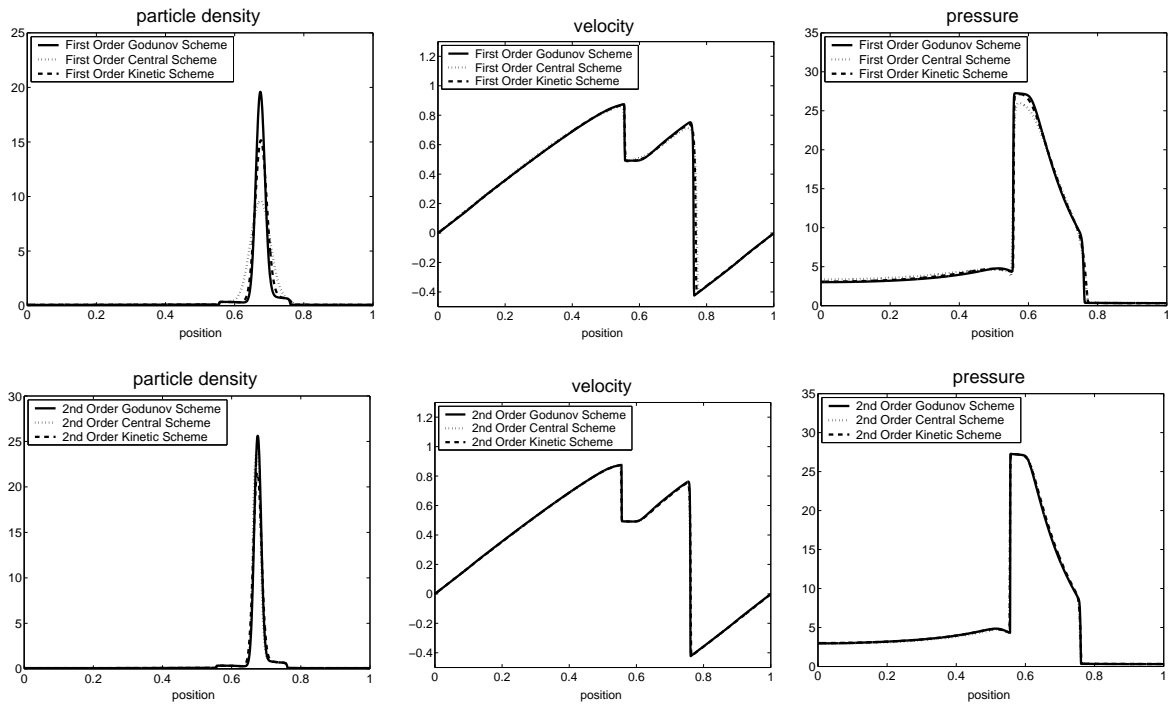 particle density
25
20
15
10
5
0
First Order Godunov Scheme
First Order Central Scheme
First Order Kinetic Scheme
0 0.2 0.4 0.6 0.8 1
position
velocity
1.2
1
0.8
0.6
0.4
0.2
0
−0.2
−0.4
First Order Godunov Scheme
First Order Central Scheme
First Order Kinetic Scheme
0 0.2 0.4 0.6 0.8 1
position
pressure
35
30
25
20
15
10
5
0
First Order Godunov Scheme
First Order Central Scheme
First Order Kinetic Scheme
0 0.2 0.4 0.6 0.8 1
position
particle density
30
25
20
15
10
5
0
2nd Order Godunov Scheme
2nd Order Central Scheme
2nd Order Kinetic Scheme
0 0.2 0.4 0.6 0.8 1
position
velocity
1.2
1
0.8
0.6
0.4
0.2
0
−0.2
−0.4
2nd Order Godunov Scheme
2nd Order Central Scheme
2nd Order Kinetic Scheme
0 0.2 0.4 0.6 0.8 1
position
pressure
35
30
25
20
15
10
5
0
2nd Order Godunov Scheme
2nd Order Central Scheme
2nd Order Kinetic Scheme
0 0.2 0.4 0.6 0.8 1
position